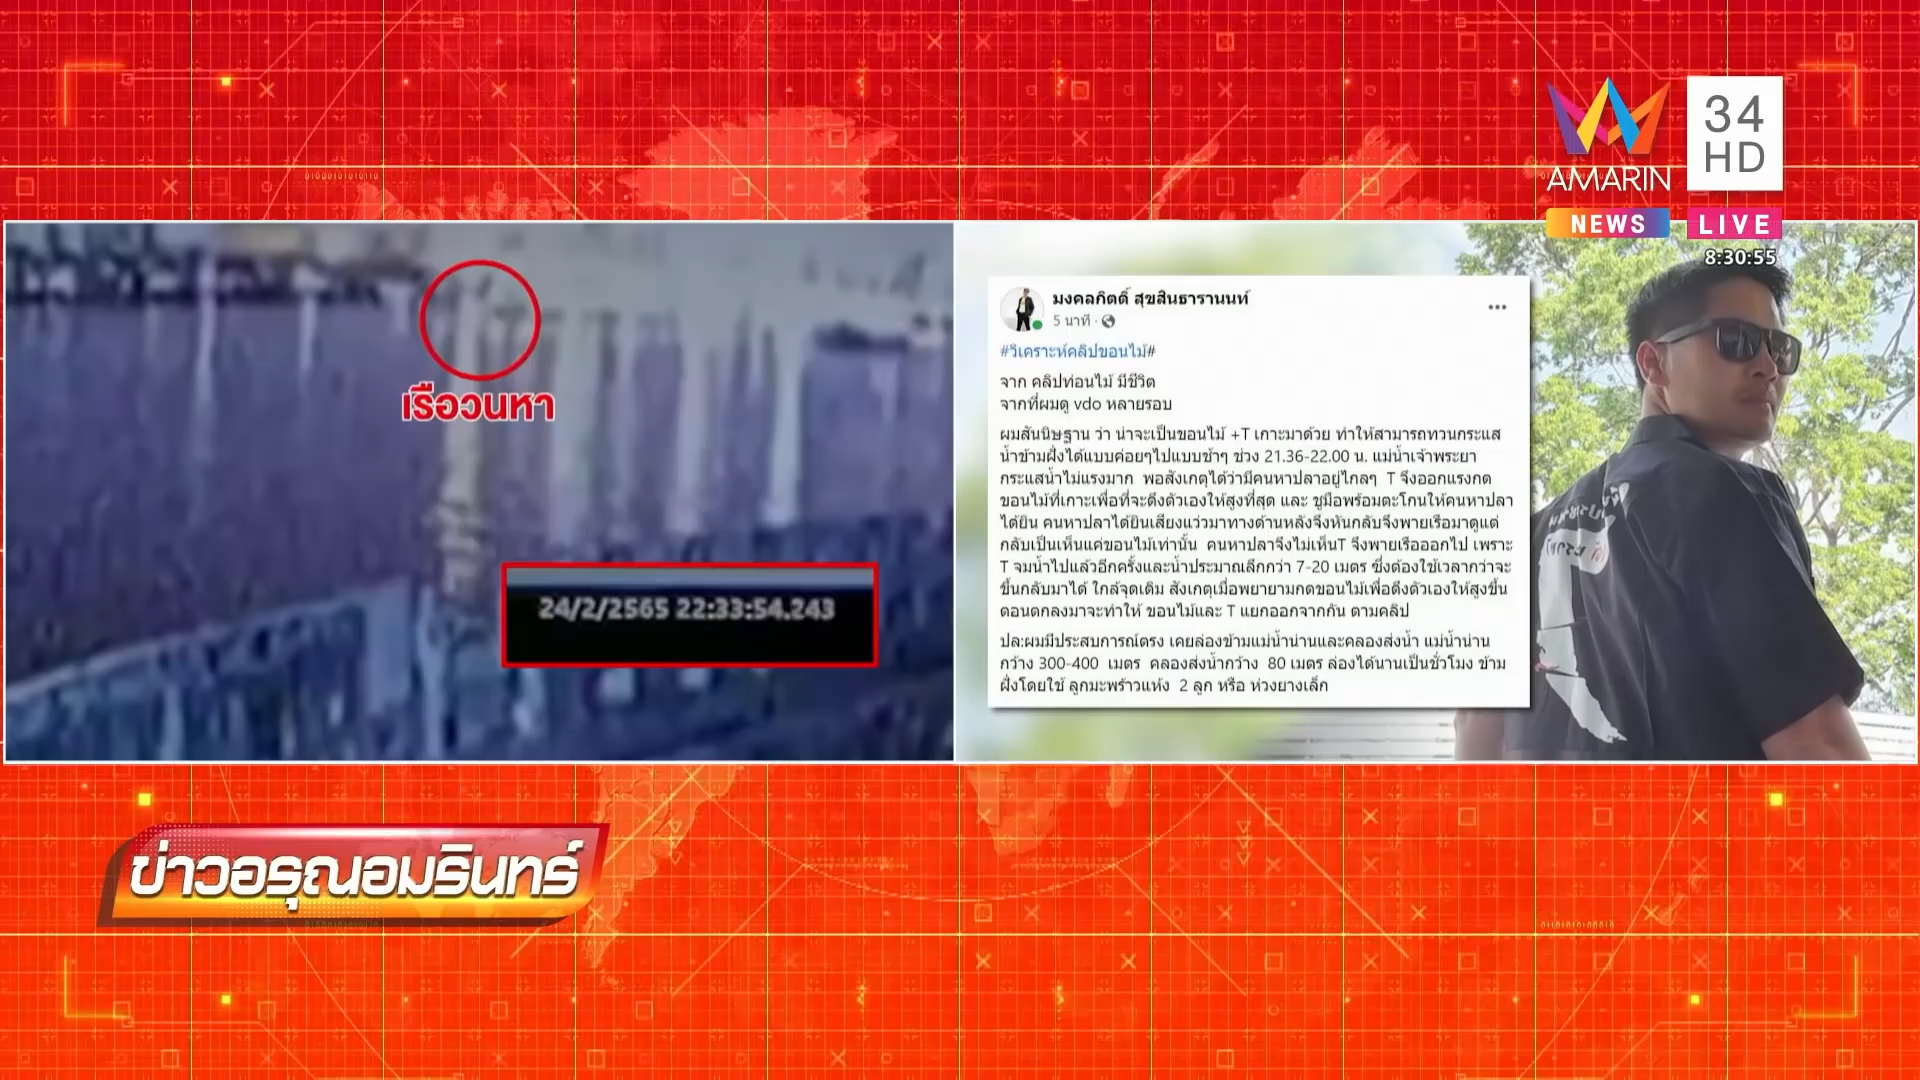 AMARIN
34
HD
NEWS
LIVE
8:30:55
เรือวนหา
24/2/2565 22:33:54.243
มงคลกิตติ์ สุขสินธารานนท์
5 นาที
#วิเคราะห์คลิปขอนไม้#
จาก คลิปท่อนไม้ มีชีวิต
จากที่ผมดู vdo หลายรอบ
ผมสันนิษฐาน ว่า น่าจะเป็นขอนไม้ +T เกาะมาด้วย ทำให้สามารถทวนกระแส
น้ำข้ามฝั่งได้แบบค่อยๆไปแบบช้าๆ ช่วง 21.36-22.00 น. แม่น้ำเจ้าพระยา
กระแสน้ำไม่แรงมาก พอสังเกตุได้ว่ามีคนหาปลาอยู่ไกลๆ T จึงออกแรงกด
ขอนไม้ที่เกาะเพื่อที่จะดึงตัวเองให้สูงที่สุด และ ชูมือพร้อมตะโกนให้คนหาปลา
ได้ยิน คนหาปลาได้ยินเสียงแว่วมาทางด้านหลังจึงหันกลับจึงพายเรือมาดูแต่
กลับเป็นเห็นแค่ขอนไม้เท่านั้น คนหาปลาจึงไม่เห็นT จึงพายเรือออกไป เพราะ
T จมน้ำไปแล้วอีกครั้งและน้ำประมาณลึกกว่า 7-20 เมตร ซึ่งต้องใช้เวลากว่าจะ
ขึ้นกลับมาได้ ใกล้จุดเดิม สังเกตุเมื่อพยายามกดขอนไม้เพื่อดึงตัวเองให้สูงขึ้น
ตอนตกลงมาจะทำให้ ขอนไม้และ T แยกออกจากกัน ตามคลิป
ปล:ผมมีประสบการณ์ตรง เคยล่องข้ามแม่น้ำน่านและคลองส่งน้ำ แม่น้ำน่าน
กว้าง 300-400 เมตร คลองส่งน้ำกว้าง 80 เมตร ล่องได้นานเป็นชั่วโมง ข้าม
ฝั่งโดยใช้ ลูกมะพร้าวแห้ง 2 ลูก หรือ ห่วงยางเล็ก
ข่าวอรุณอมรินทร์